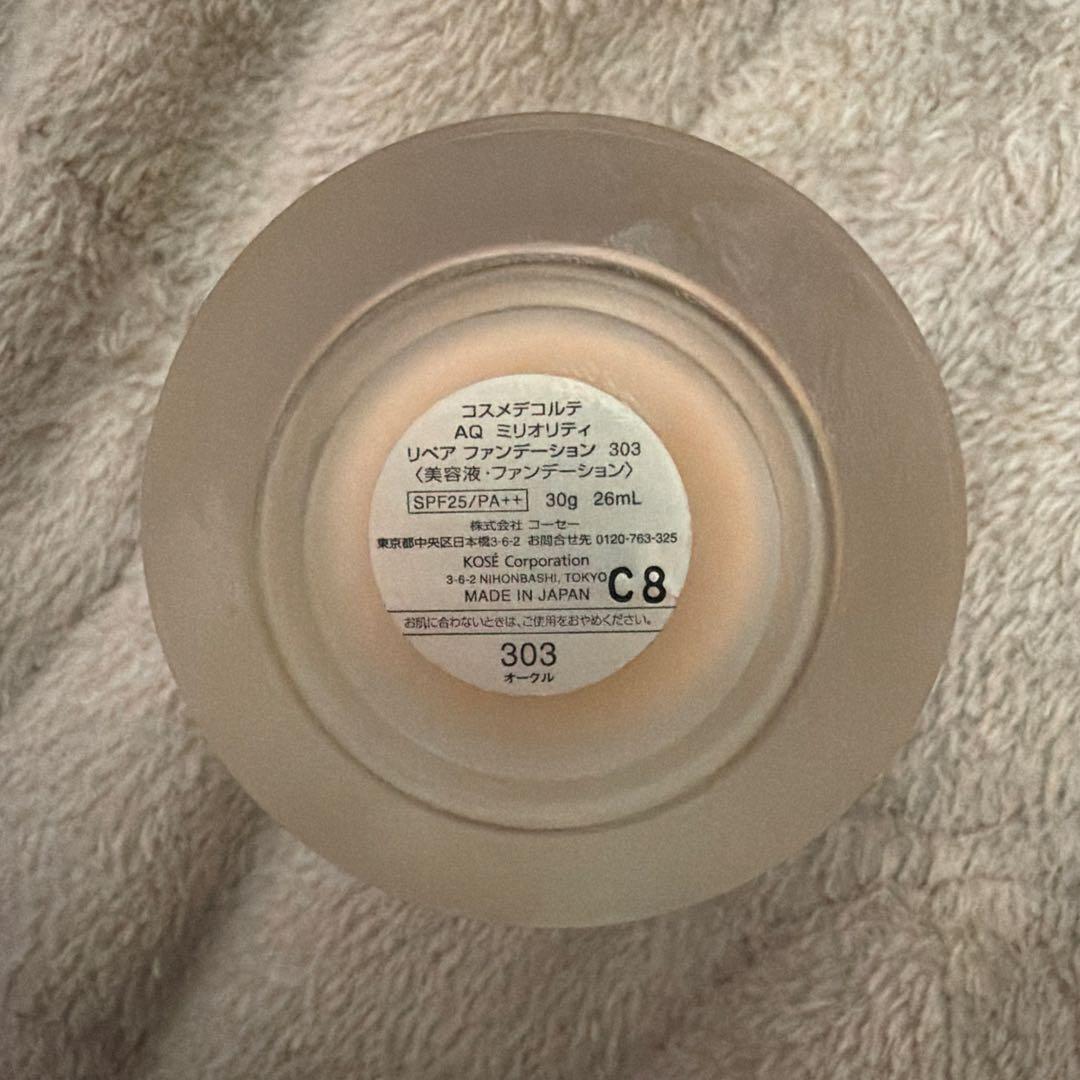 コスメデコルテ
AQ ミリオリティ
リペア ファンデーション 303
〈美容液・ファンデーション〉
SPF25/PA++ 30g 26mL
株式会社 コーセー
東京都中央区日本橋3-6-2 お問合せ先 0120-763-325
KOSÉ Corporation
3-6-2 NIHONBASHI, TOKYO
MADE IN JAPAN C8
お肌に合わないときは、ご使用をおやめください。
303
オークル